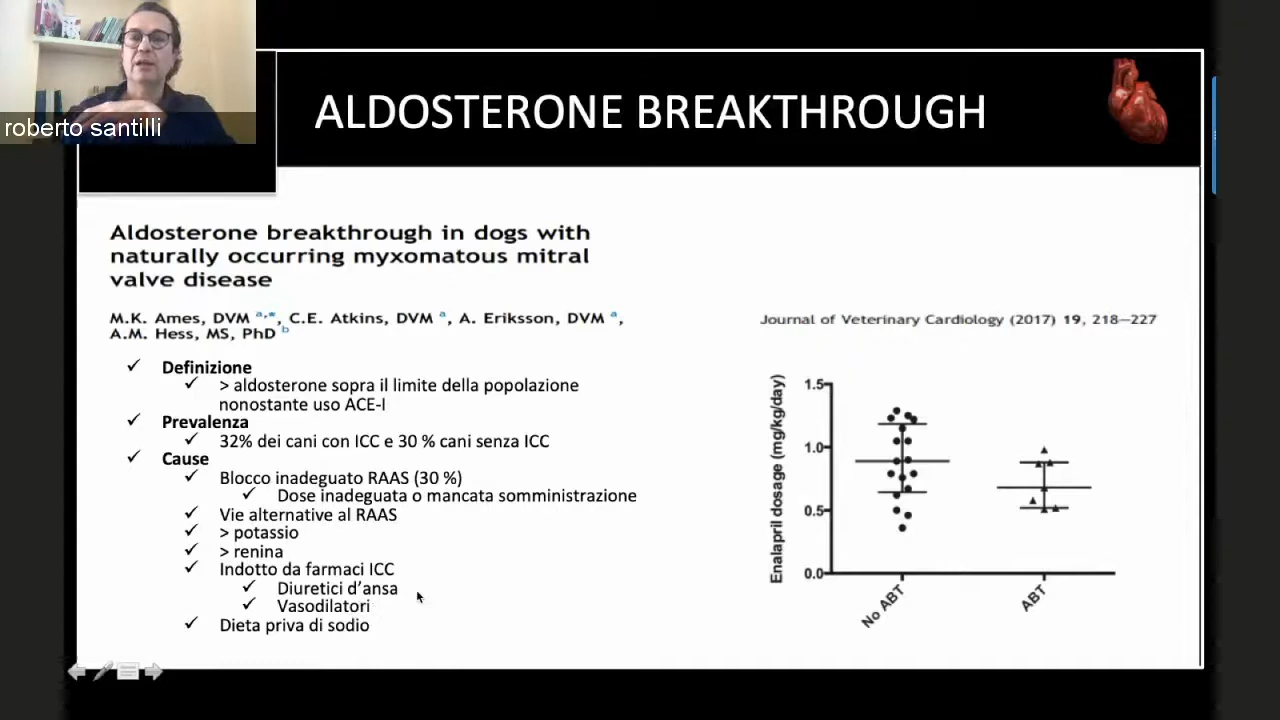 roberto santilli
ALDOSTERONE BREAKTHROUGH
Aldosterone breakthrough in dogs with
naturally occurring myxomatous mitral
valve disease
M.K. Ames, DVM a,*, C.E. Atkins, DVM a, A. Eriksson, DVM a,
A.M. Hess, MS, PhD b
Journal of Veterinary Cardiology (2017) 19, 218–227
✓ Definizione
✓ > aldosterone sopra il limite della popolazione
nonostante uso ACE-I
✓ Prevalenza
✓ 32% dei cani con ICC e 30 % cani senza ICC
✓ Cause
✓ Blocco inadeguato RAAS (30 %)
✓ Dose inadeguata o mancata somministrazione
✓ Vie alternative al RAAS
✓ > potassio
✓ > renina
✓ Indotto da farmaci ICC
✓ Diuretici d’ansa
✓ Vasodilatori
✓ Dieta priva di sodio
Enalapril dosage (mg/kg/day)
1.5
1.0
0.5
0.0
No ABT
ABT